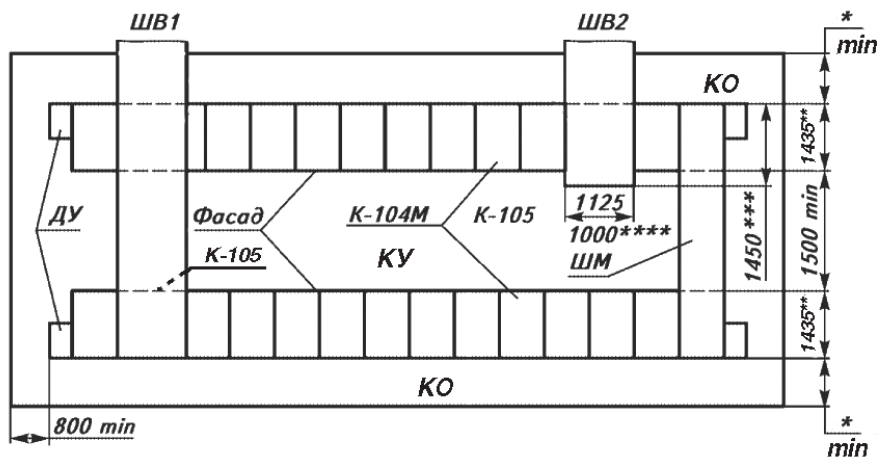 ШВ1
ШВ2
*
min
КО
1435**
ДУ
Фасад
К-104М
К-105
1125
1000****
1450***
1500 min
К-105
КУ
ШМ
1435**
КО
800 min
*
min